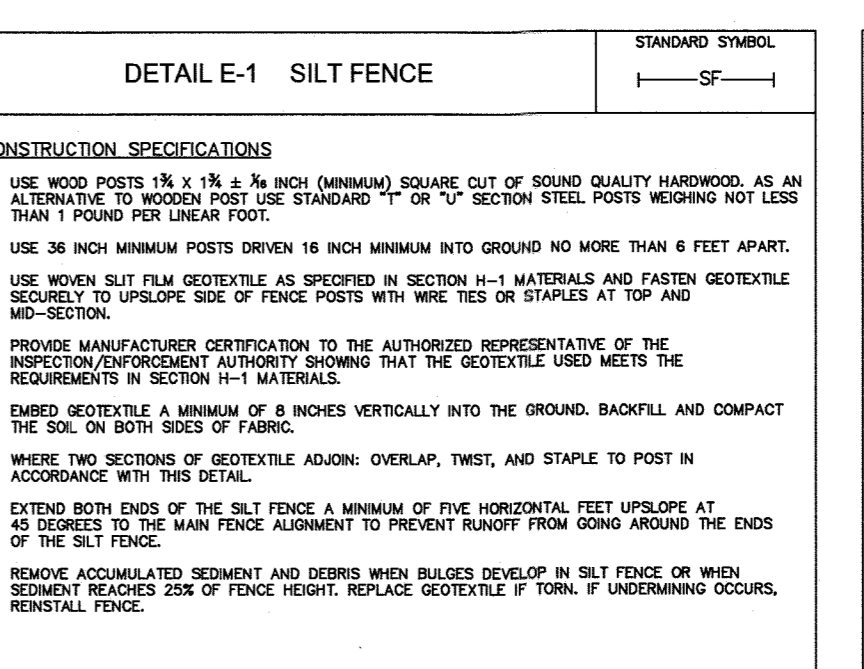 DETAIL E-1 SILT FENCE
STANDARD SYMBOL
SF
ONSTRUCTION SPECIFICATIONS
USE WOOD POSTS 1¾ X 1¾ ± 1/16 INCH (MINIMUM) SQUARE CUT OF SOUND QUALITY HARDWOOD. AS AN
ALTERNATIVE TO WOODEN POST USE STANDARD "T" OR "U" SECTION STEEL POSTS WEIGHING NOT LESS
THAN 1 POUND PER LINEAR FOOT.
USE 36 INCH MINIMUM POSTS DRIVEN 16 INCH MINIMUM INTO GROUND NO MORE THAN 6 FEET APART.
USE WOVEN SLIT FILM GEOTEXTILE AS SPECIFIED IN SECTION H-1 MATERIALS AND FASTEN GEOTEXTILE
SECURELY TO UPSLOPE SIDE OF FENCE POSTS WITH WIRE TIES OR STAPLES AT TOP AND
MID-SECTION.
PROVIDE MANUFACTURER CERTIFICATION TO THE AUTHORIZED REPRESENTATIVE OF THE
INSPECTION/ENFORCEMENT AUTHORITY SHOWING THAT THE GEOTEXTILE USED MEETS THE
REQUIREMENTS IN SECTION H-1 MATERIALS.
EMBED GEOTEXTILE A MINIMUM OF 8 INCHES VERTICALLY INTO THE GROUND. BACKFILL AND COMPACT
THE SOIL ON BOTH SIDES OF FABRIC.
WHERE TWO SECTIONS OF GEOTEXTILE ADJOIN: OVERLAP, TWIST, AND STAPLE TO POST IN
ACCORDANCE WITH THIS DETAIL.
EXTEND BOTH ENDS OF THE SILT FENCE A MINIMUM OF FIVE HORIZONTAL FEET UPSLOPE AT
45 DEGREES TO THE MAIN FENCE ALIGNMENT TO PREVENT RUNOFF FROM GOING AROUND THE ENDS
OF THE SILT FENCE.
REMOVE ACCUMULATED SEDIMENT AND DEBRIS WHEN BULGES DEVELOP IN SILT FENCE OR WHEN
SEDIMENT REACHES 25% OF FENCE HEIGHT. REPLACE GEOTEXTILE IF TORN. IF UNDERMINING OCCURS,
REINSTALL FENCE.